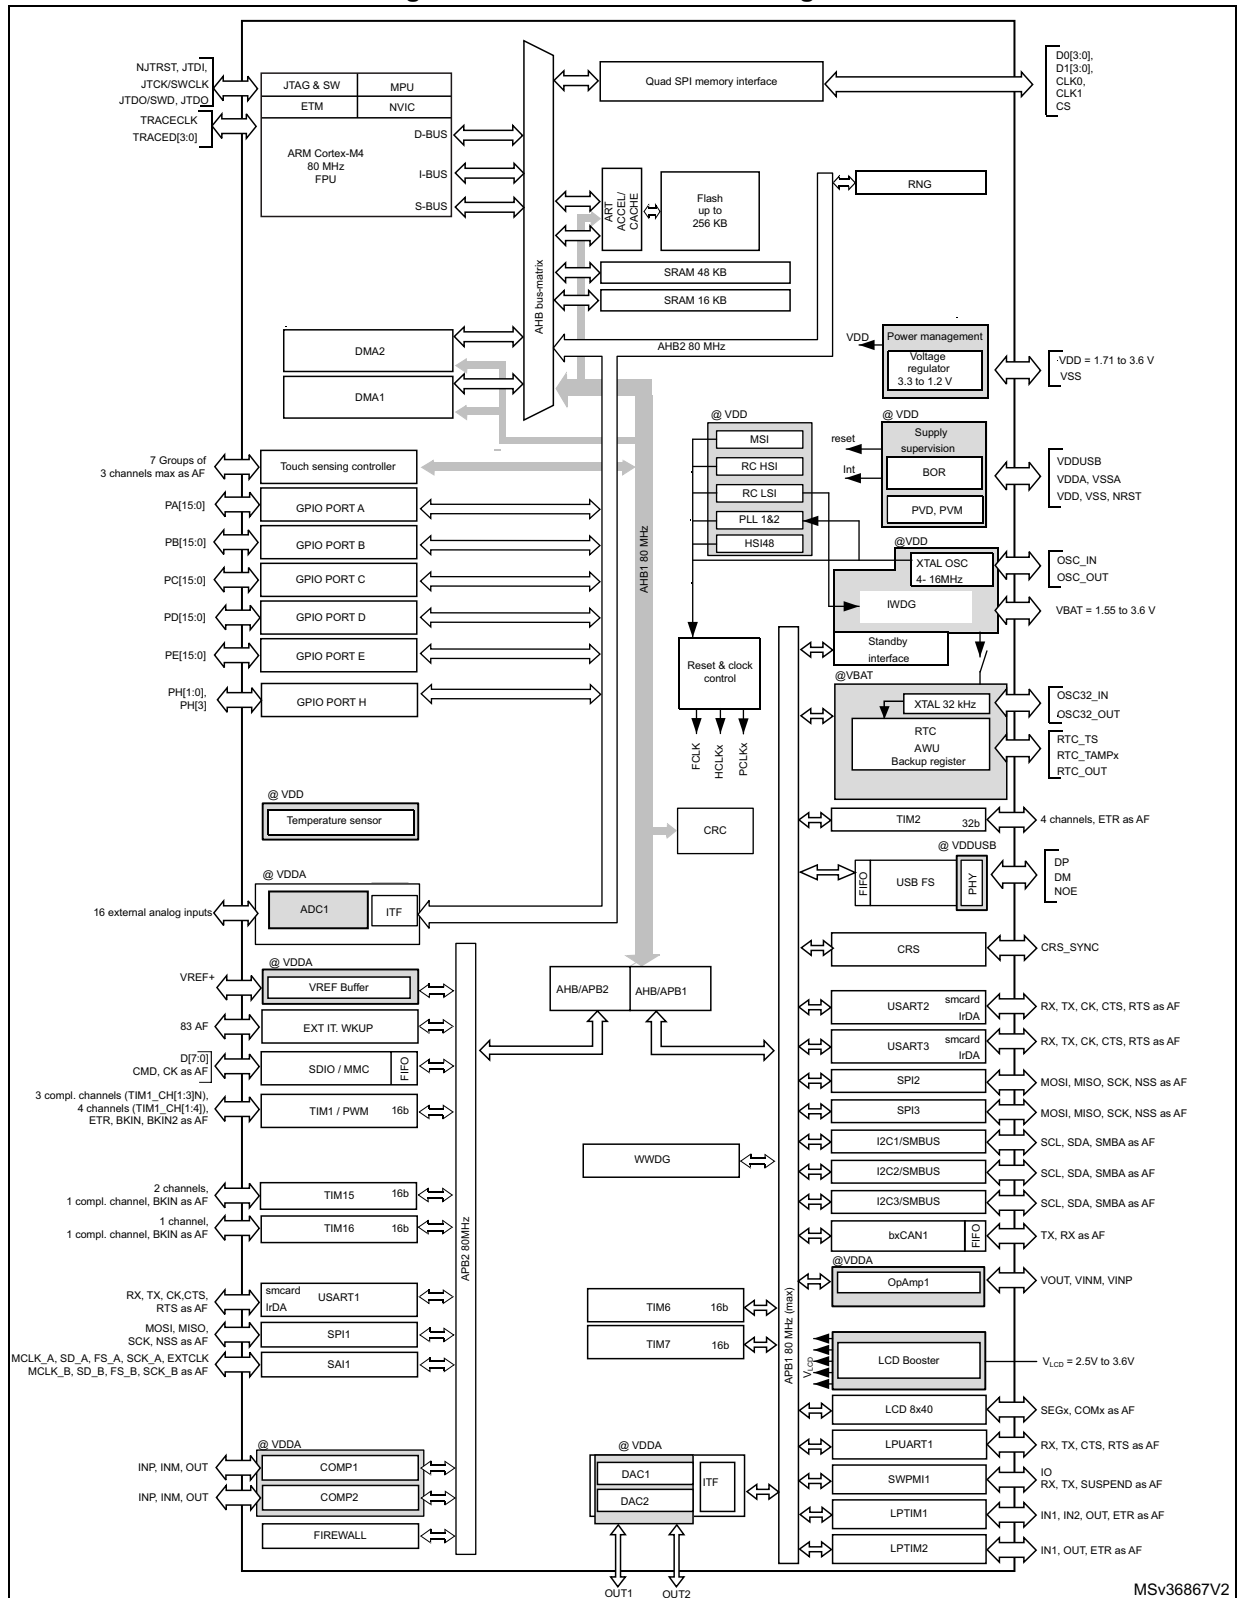 NJTRST, JTDI,
JTCK/SWCLK
JTDO/SWD, JTDO
TRACECLK
TRACED[3:0]
JTAG & SW
MPU
ETM
NVIC
ARM Cortex-M4
80 MHz
FPU
D-BUS
I-BUS
S-BUS
AHB bus-matrix
Quad SPI memory interface
D0[3:0],
D1[3:0],
CLK0,
CLK1
CS
RNG
ART
ACCEL/
CACHE
Flash
up to
256 KB
SRAM 48 KB
SRAM 16 KB
AHB2 80 MHz
DMA2
DMA1
VDD
Power management
Voltage
regulator
3.3 to 1.2 V
VDD = 1.71 to 3.6 V
VSS
@ VDD
MSI
RC HSI
RC LSI
PLL 1&2
HSI48
@ VDD
reset
Int
Supply
supervision
BOR
PVD, PVM
VDDUSB
VDDA, VSSA
VDD, VSS, NRST
7 Groups of
3 channels max as AF
Touch sensing controller
PA[15:0]
GPIO PORT A
PB[15:0]
GPIO PORT B
PC[15:0]
GPIO PORT C
PD[15:0]
GPIO PORT D
PE[15:0]
GPIO PORT E
PH[1:0],
PH[3]
GPIO PORT H
AHB1 80 MHz
@VDD
XTAL OSC
4- 16MHz
IWDG
OSC_IN
OSC_OUT
VBAT = 1.55 to 3.6 V
Standby
interface
Reset & clock
control
FCLK
HCLKx
PCLKx
@VBAT
XTAL 32 kHz
RTC
AWU
Backup register
OSC32_IN
OSC32_OUT
RTC_TS
RTC_TAMPx
RTC_OUT
@ VDD
Temperature sensor
CRC
TIM2
32b
4 channels, ETR as AF
@ VDDUSB
FIFO
USB FS
PHY
DP
DM
NOE
@ VDDA
16 external analog inputs
ADC1
ITF
CRS
CRS_SYNC
@ VDDA
VREF+
VREF Buffer
AHB/APB2
AHB/APB1
83 AF
EXT IT. WKUP
D[7:0]
CMD, CK as AF
SDIO / MMC
FIFO
3 compl. channels (TIM1_CH[1:3]N),
4 channels (TIM1_CH[1:4]),
ETR, BKIN, BKIN2 as AF
TIM1 / PWM
16b
USART2
smcard
IrDA
RX, TX, CK, CTS, RTS as AF
USART3
smcard
IrDA
RX, TX, CK, CTS, RTS as AF
SPI2
MOSI, MISO, SCK, NSS as AF
SPI3
MOSI, MISO, SCK, NSS as AF
I2C1/SMBUS
SCL, SDA, SMBA as AF
WWDG
I2C2/SMBUS
SCL, SDA, SMBA as AF
I2C3/SMBUS
SCL, SDA, SMBA as AF
bxCAN1
FIFO
TX, RX as AF
2 channels,
1 compl. channel, BKIN as AF
TIM15
16b
1 channel,
1 compl. channel, BKIN as AF
TIM16
16b
APB2 80MHz
@VDDA
OpAmp1
VOUT, VINM, VINP
RX, TX, CK,CTS,
RTS as AF
smcard
IrDA
USART1
MOSI, MISO,
SCK, NSS as AF
SPI1
MCLK_A, SD_A, FS_A, SCK_A, EXTCLK
MCLK_B, SD_B, FS_B, SCK_B as AF
SAI1
TIM6
16b
TIM7
16b
APB1 80 MHz (max)
VLCD
LCD Booster
VLCD = 2.5V to 3.6V
LCD 8x40
SEGx, COMx as AF
LPUART1
RX, TX, CTS, RTS as AF
SWPMI1
IO
RX, TX, SUSPEND as AF
LPTIM1
IN1, IN2, OUT, ETR as AF
LPTIM2
IN1, OUT, ETR as AF
@ VDDA
INP, INM, OUT
COMP1
INP, INM, OUT
COMP2
FIREWALL
@ VDDA
DAC1
DAC2
ITF
OUT1
OUT2
MSv36867V2